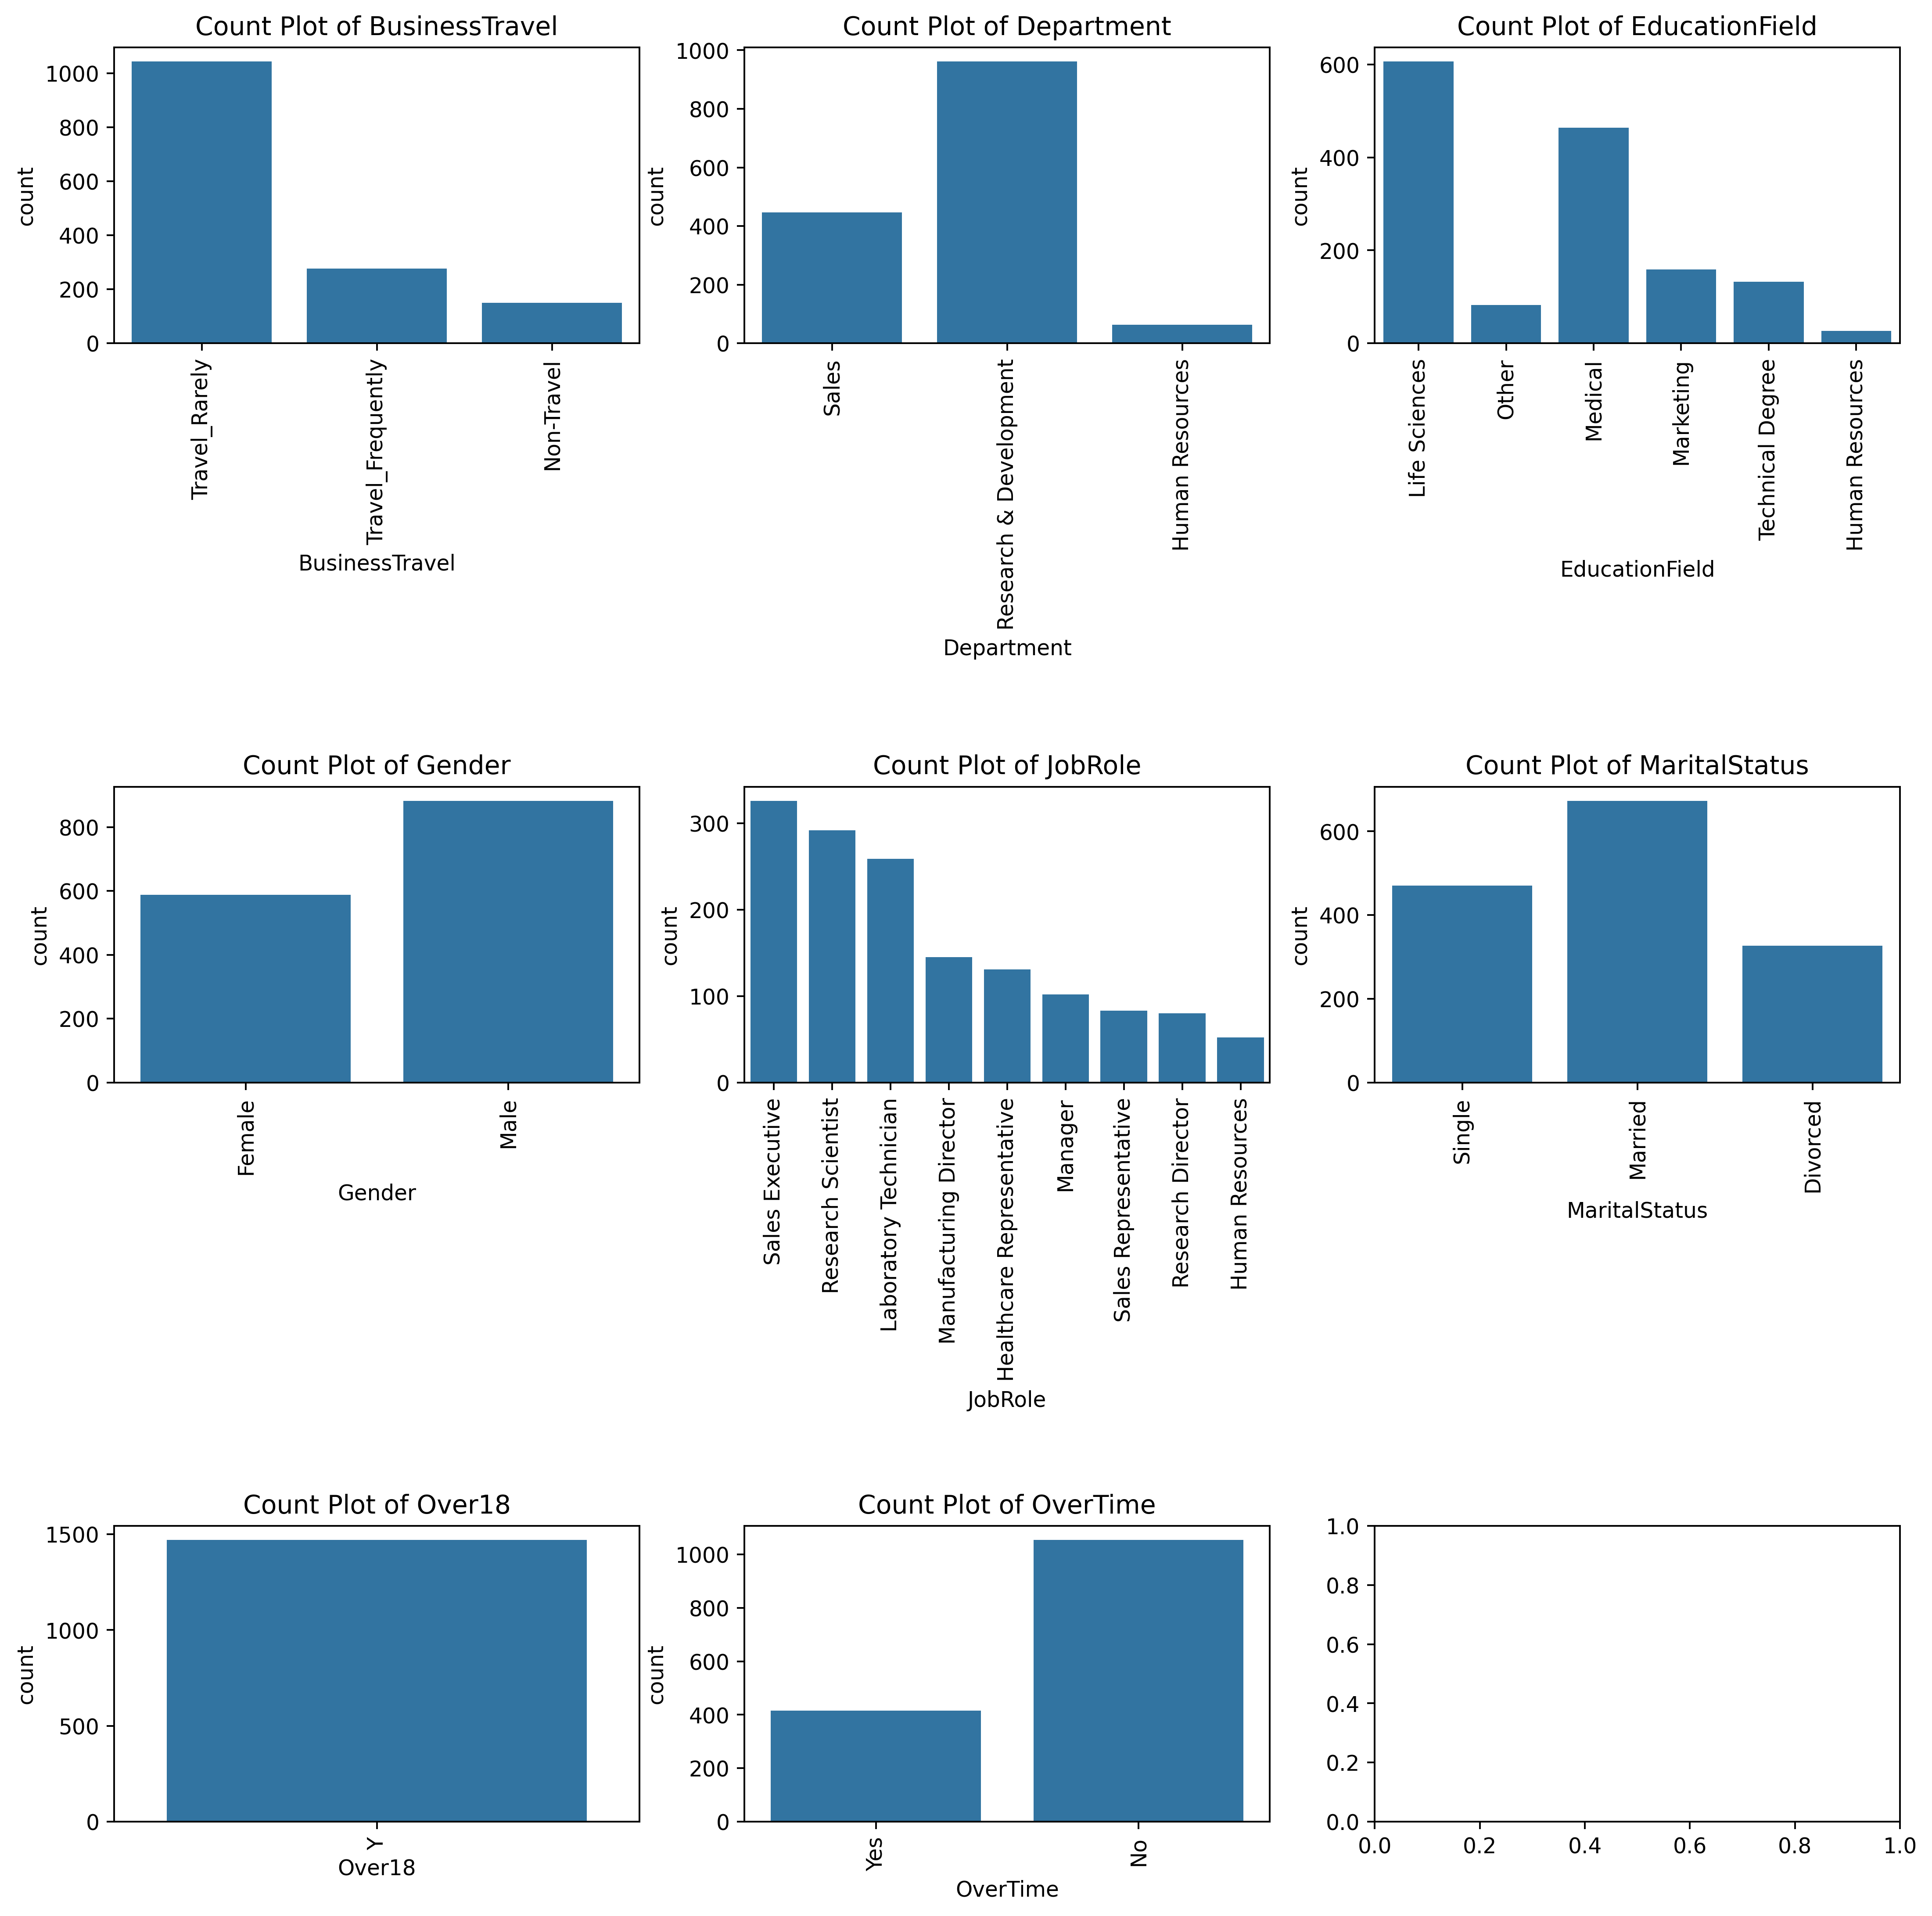 Count Plot of BusinessTravel
count
1000
800
600
400
200
0
Travel_Rarely
Travel_Frequently
Non-Travel
BusinessTravel
Count Plot of Department
count
1000
800
600
400
200
0
Sales
Research & Development
Human Resources
Department
Count Plot of EducationField
count
600
400
200
0
Life Sciences
Other
Medical
Marketing
Technical Degree
Human Resources
EducationField
Count Plot of Gender
count
800
600
400
200
0
Female
Male
Gender
Count Plot of JobRole
count
300
200
100
0
Sales Executive
Research Scientist
Laboratory Technician
Manufacturing Director
Healthcare Representative
Manager
Sales Representative
Research Director
Human Resources
JobRole
Count Plot of MaritalStatus
count
600
400
200
0
Single
Married
Divorced
MaritalStatus
Count Plot of Over18
count
1500
1000
500
0
Y
Over18
Count Plot of OverTime
count
1000
800
600
400
200
0
Yes
No
OverTime
1.0
0.8
0.6
0.4
0.2
0.0
0.0 0.2 0.4 0.6 0.8 1.0